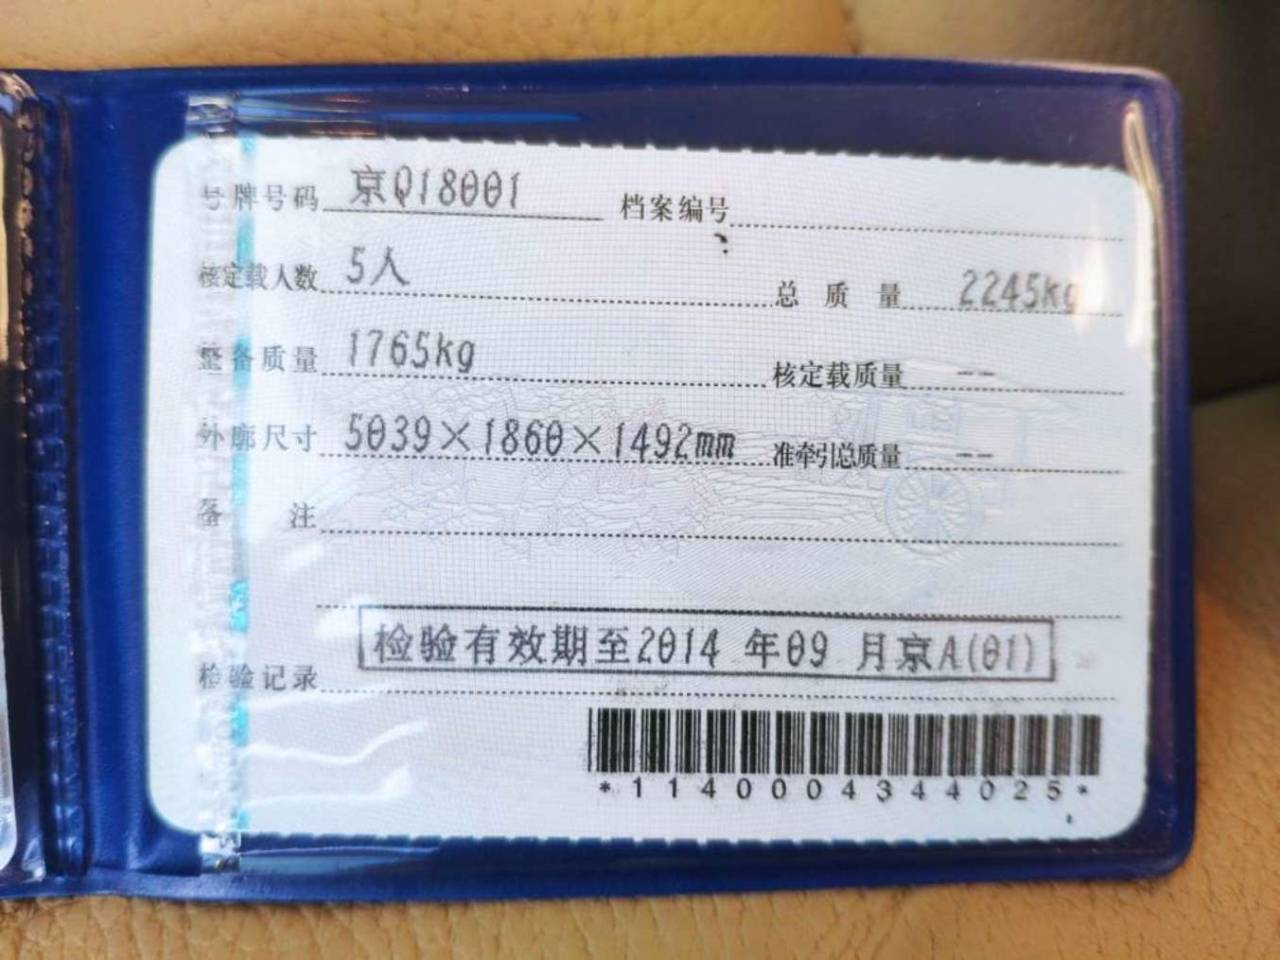 号牌号码 京Q18001 档案编号
核定载人数 5人 总质量 2245kg
整备质量 1765kg 核定载质量 --
外廓尺寸 5039×1860×1492mm 准牵引总质量 --
备注
检验记录 检验有效期至2014 年09 月京A(01)
*1140004344025*